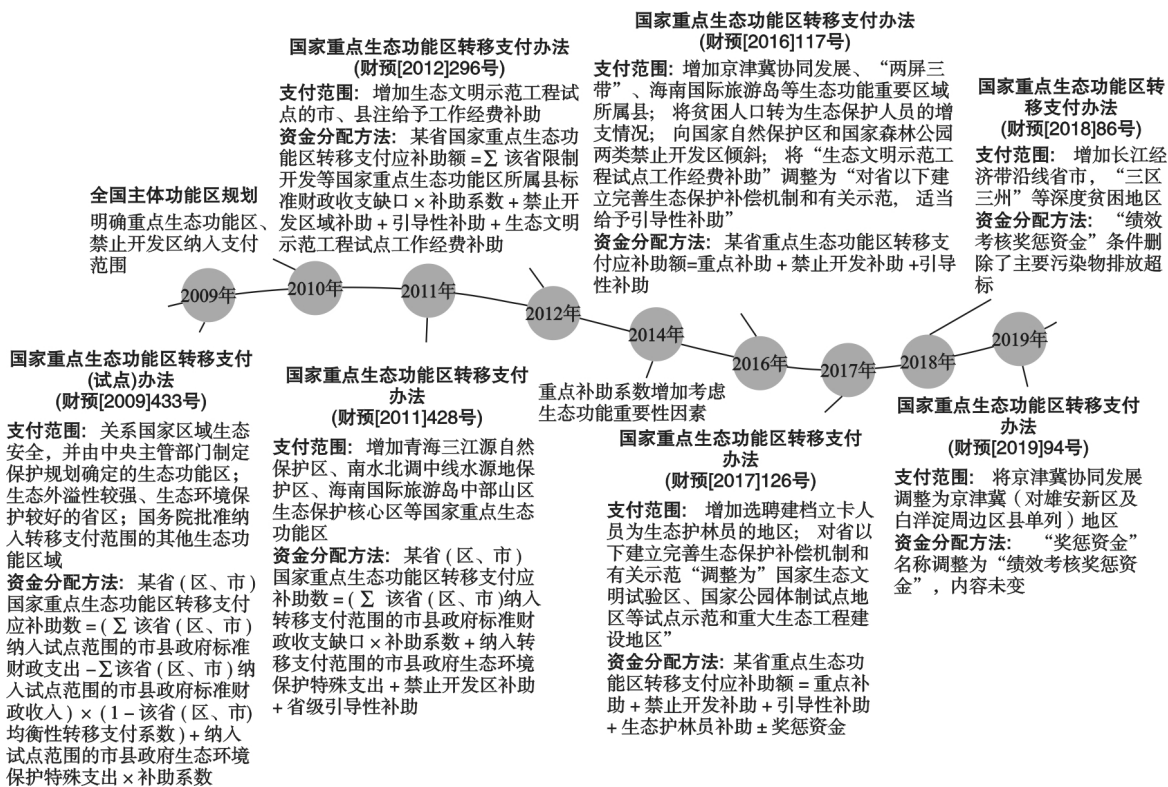 全国主体功能区规划
明确重点生态功能区、
禁止开发区纳入支付
范围
国家重点生态功能区转移支付办法
(财预[2012]296号)
支付范围：增加生态文明示范工程试
点的市、县注给予工作经费补助
资金分配方法：某省国家重点生态功
能区转移支付应补助额=∑ 该省限制
开发等国家重点生态功能区所属县标
准财政收支缺口×补助系数+禁止开
发区域补助+引导性补助+生态文明
示范工程试点工作经费补助
国家重点生态功能区转移支付办法
(财预[2016]117号)
支付范围：增加京津冀协同发展、“两屏三
带”、海南国际旅游岛等生态功能重要区域
所属县；将贫困人口转为生态保护人员的增
支情况；向国家自然保护区和国家森林公园
两类禁止开发区倾斜；将“生态文明示范工
程试点工作经费补助”调整为“对省以下建
立完善生态保护补偿机制和有关示范，适当
给予引导性补助”
资金分配方法：某省重点生态功能区转移支
付应补助额=重点补助+禁止开发补助+引导
性补助
国家重点生态功能区转
移支付办法
(财预[2018]86号)
支付范围：增加长江经
济带沿线省市，“三区
三州”等深度贫困地区
资金分配方法：“绩效
考核奖惩资金”条件删
除了主要污染物排放超
标
2009年
2010年
2011年
2012年
2014年
2016年
2017年
2018年
2019年
国家重点生态功能区转移支付
(试点)办法
(财预[2009]433号)
支付范围：关系国家区域生态
安全，并由中央主管部门制定
保护规划确定的生态功能区；
生态外溢性较强、生态环境保
护较好的省区；国务院批准纳
入转移支付范围的其他生态功
能区域
资金分配方法：某省(区、市)
国家重点生态功能区转移支付
应补助数=(∑ 该省(区、市)
纳入试点范围的市县政府标准
财政支出-∑该省(区、市)纳
入试点范围的市县政府标准财
政收入)×(1-该省(区、市)
均衡性转移支付系数)+纳入
试点范围的市县政府生态环境
保护特殊支出×补助系数
国家重点生态功能区转移支付
办法
(财预[2011]428号)
支付范围：增加青海三江源自然
保护区、南水北调中线水源地保
护区、海南国际旅游岛中部山区
生态保护核心区等国家重点生态
功能区
资金分配方法：某省(区、市)
国家重点生态功能区转移支付应
补助数=(∑ 该省(区、市)纳入
转移支付范围的市县政府标准财
政收支缺口×补助系数+纳入转
移支付范围的市县政府生态环境
保护特殊支出+禁止开发区补助
+省级引导性补助
重点补助系数增加考虑
生态功能重要性因素
国家重点生态功能区转移支付
办法
(财预[2017]126号)
支付范围：增加选聘建档立卡人
员为生态护林员的地区；对省以
下建立完善生态保护补偿机制和
有关示范“调整为”国家生态文
明试验区、国家公园体制试点地
区等试点示范和重大生态工程建
设地区”
资金分配方法：某省重点生态功
能区转移支付应补助额=重点补
助+禁止开发补助+引导性补助
+生态护林员补助±奖惩资金
国家重点生态功能区转移支付
办法
(财预[2019]94号)
支付范围：将京津冀协同发展
调整为京津冀(对雄安新区及
白洋淀周边区县单列)地区
资金分配方法：“奖惩资金”
名称调整为“绩效考核奖惩资
金”，内容未变